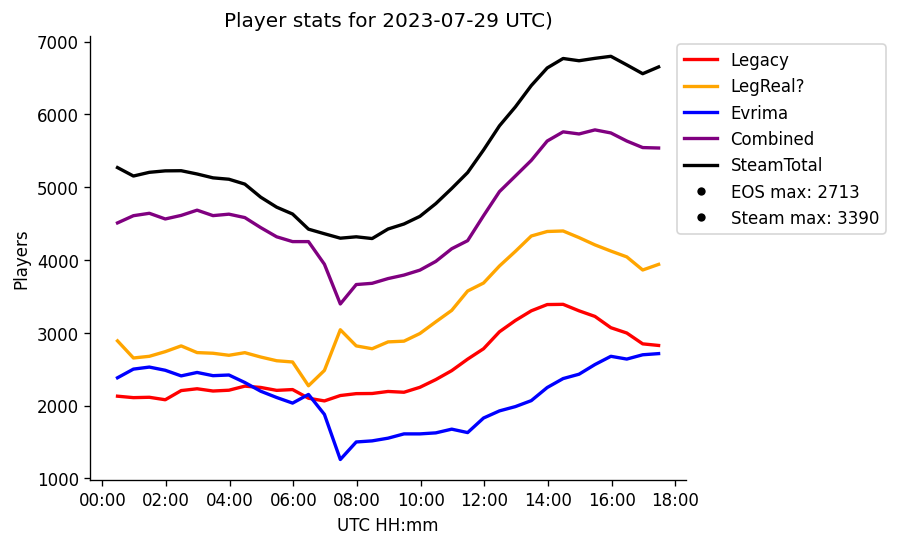 Player stats for 2023-07-29 UTC)
7000
6000
5000
4000
3000
2000
1000
Players
00:00 02:00 04:00 06:00 08:00 10:00 12:00 14:00 16:00 18:00
UTC HH:mm
Legacy
LegReal?
Evrima
Combined
SteamTotal
EOS max: 2713
Steam max: 3390